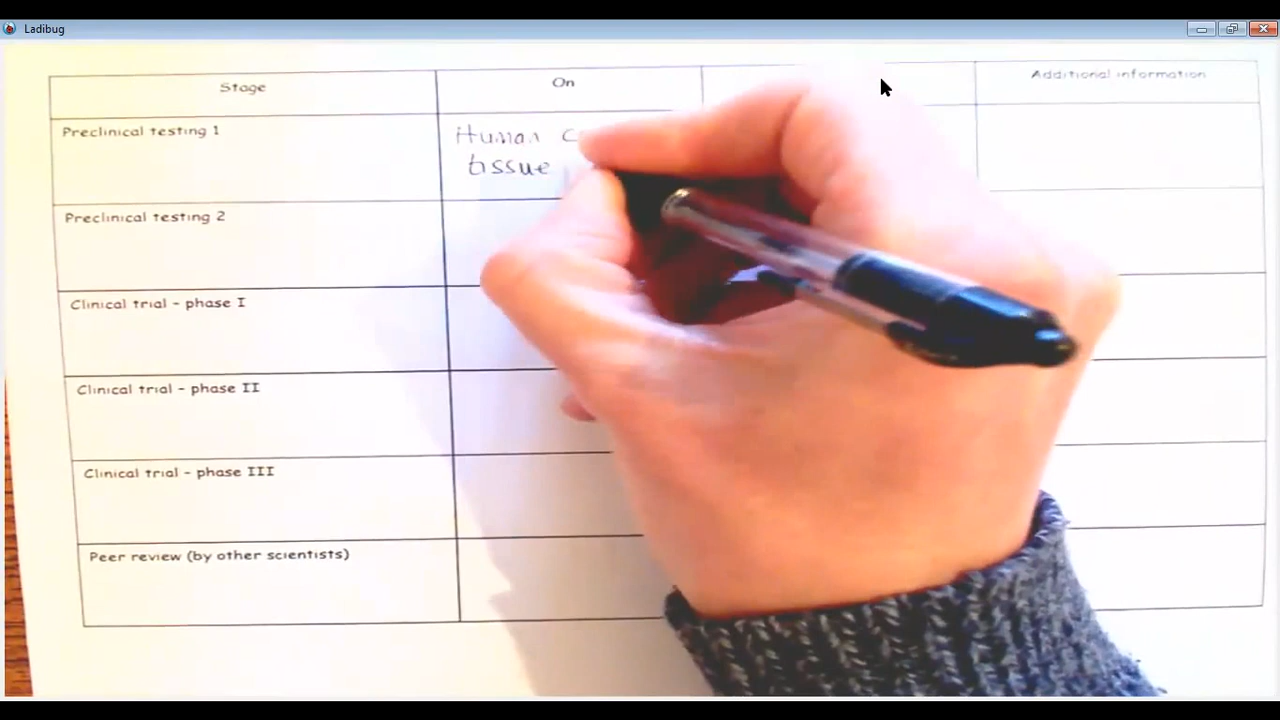 Ladibug
Stage
On
Additional information
Preclinical testing 1
Human
tissue
Preclinical testing 2
Clinical trial - phase I
Clinical trial - phase II
Clinical trial - phase III
Peer review (by other scientists)